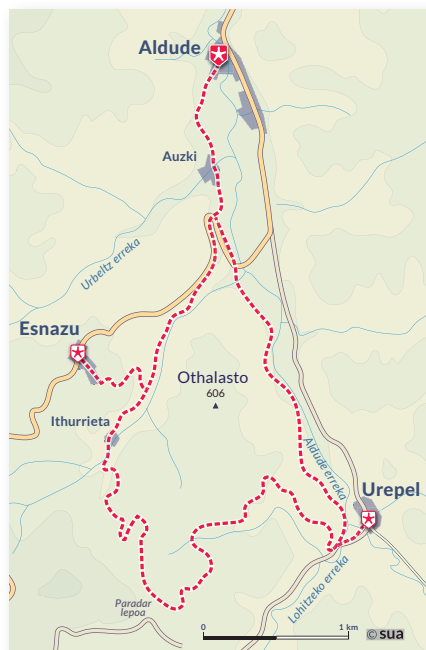 Aldude
Auzki
Urbeltz erreka
Esnazu
Othalasto
606
Ithurrieta
Aldude erreka
Urepel
Lohitzeko erreka
Paradar
lepoa
0 1 km
© sua